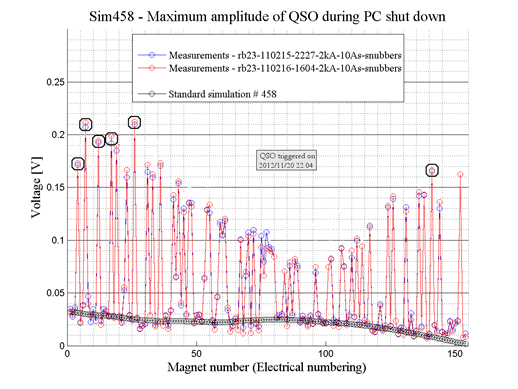 Sim458 - Maximum amplitude of QSO during PC shut down
Measurements - rb23-110215-2227-2kA-10As-snubbers
Measurements - rb23-110216-1604-2kA-10As-snubbers
Standard simulation # 458
QSO triggered on
2012/11/20 22:04
Voltage [V]
0.25
0.2
0.15
0.1
0.05
0
0 50 100 150
Magnet number (Electrical numbering)